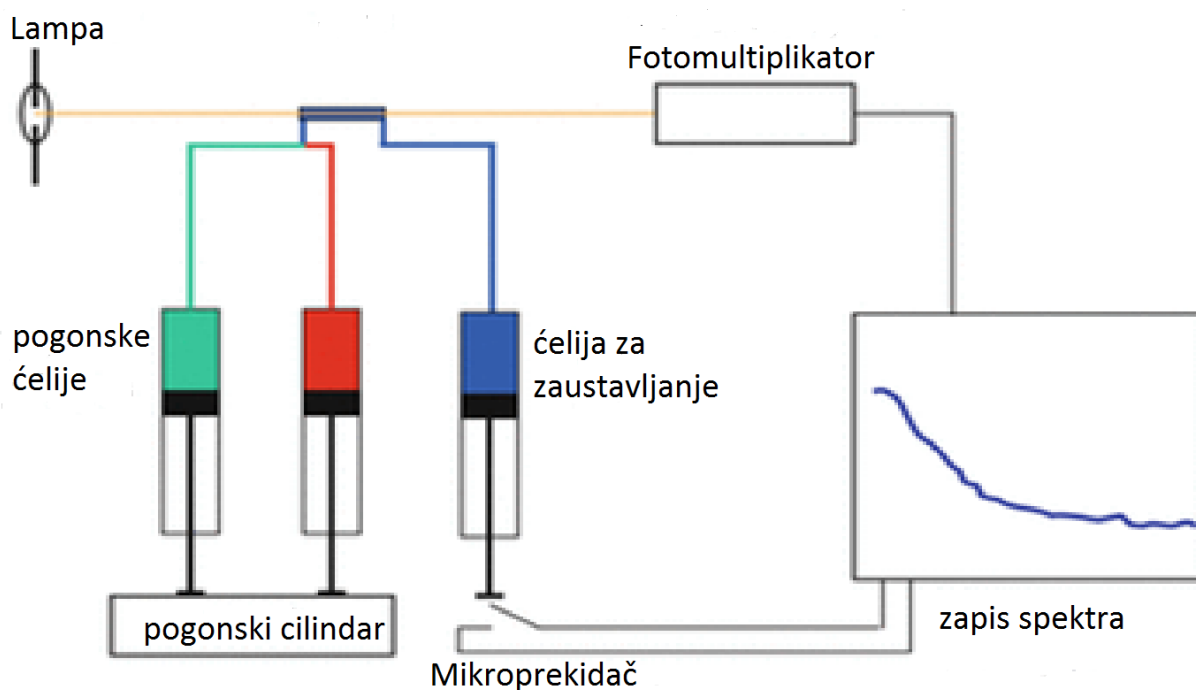 Lampa
Fotomultiplikator
pogonske
ćelije
ćelija za
zaustavljanje
pogonski cilindar
Mikroprekidač
zapis spektra